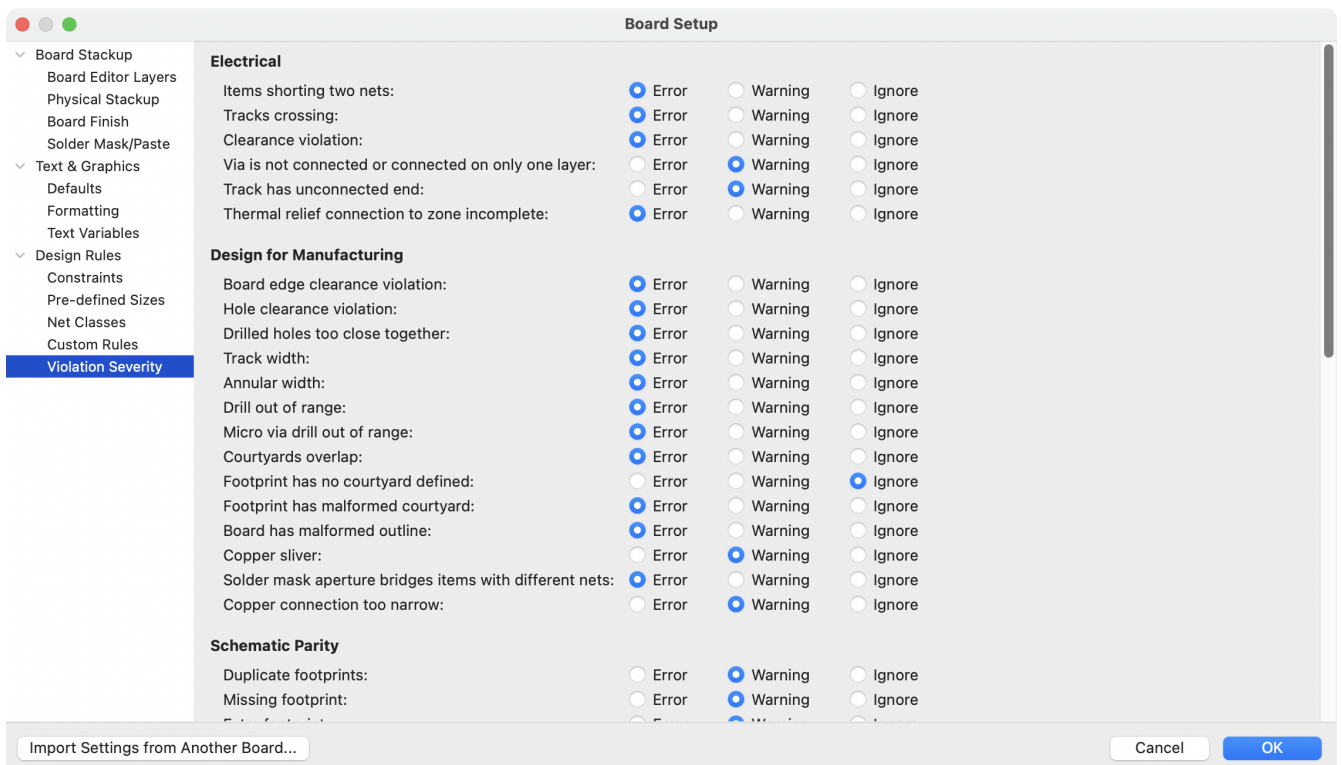 Board Setup
Board Stackup
Board Editor Layers
Physical Stackup
Board Finish
Solder Mask/Paste
Text & Graphics
Defaults
Formatting
Text Variables
Design Rules
Constraints
Pre-defined Sizes
Net Classes
Custom Rules
Violation Severity
Electrical
Items shorting two nets: Error Warning Ignore
Tracks crossing: Error Warning Ignore
Clearance violation: Error Warning Ignore
Via is not connected or connected on only one layer: Error Warning Ignore
Track has unconnected end: Error Warning Ignore
Thermal relief connection to zone incomplete: Error Warning Ignore
Design for Manufacturing
Board edge clearance violation: Error Warning Ignore
Hole clearance violation: Error Warning Ignore
Drilled holes too close together: Error Warning Ignore
Track width: Error Warning Ignore
Annular width: Error Warning Ignore
Drill out of range: Error Warning Ignore
Micro via drill out of range: Error Warning Ignore
Courtyards overlap: Error Warning Ignore
Footprint has no courtyard defined: Error Warning Ignore
Footprint has malformed courtyard: Error Warning Ignore
Board has malformed outline: Error Warning Ignore
Copper sliver: Error Warning Ignore
Solder mask aperture bridges items with different nets: Error Warning Ignore
Copper connection too narrow: Error Warning Ignore
Schematic Parity
Duplicate footprints: Error Warning Ignore
Missing footprint: Error Warning Ignore
Import Settings from Another Board...
Cancel
OK